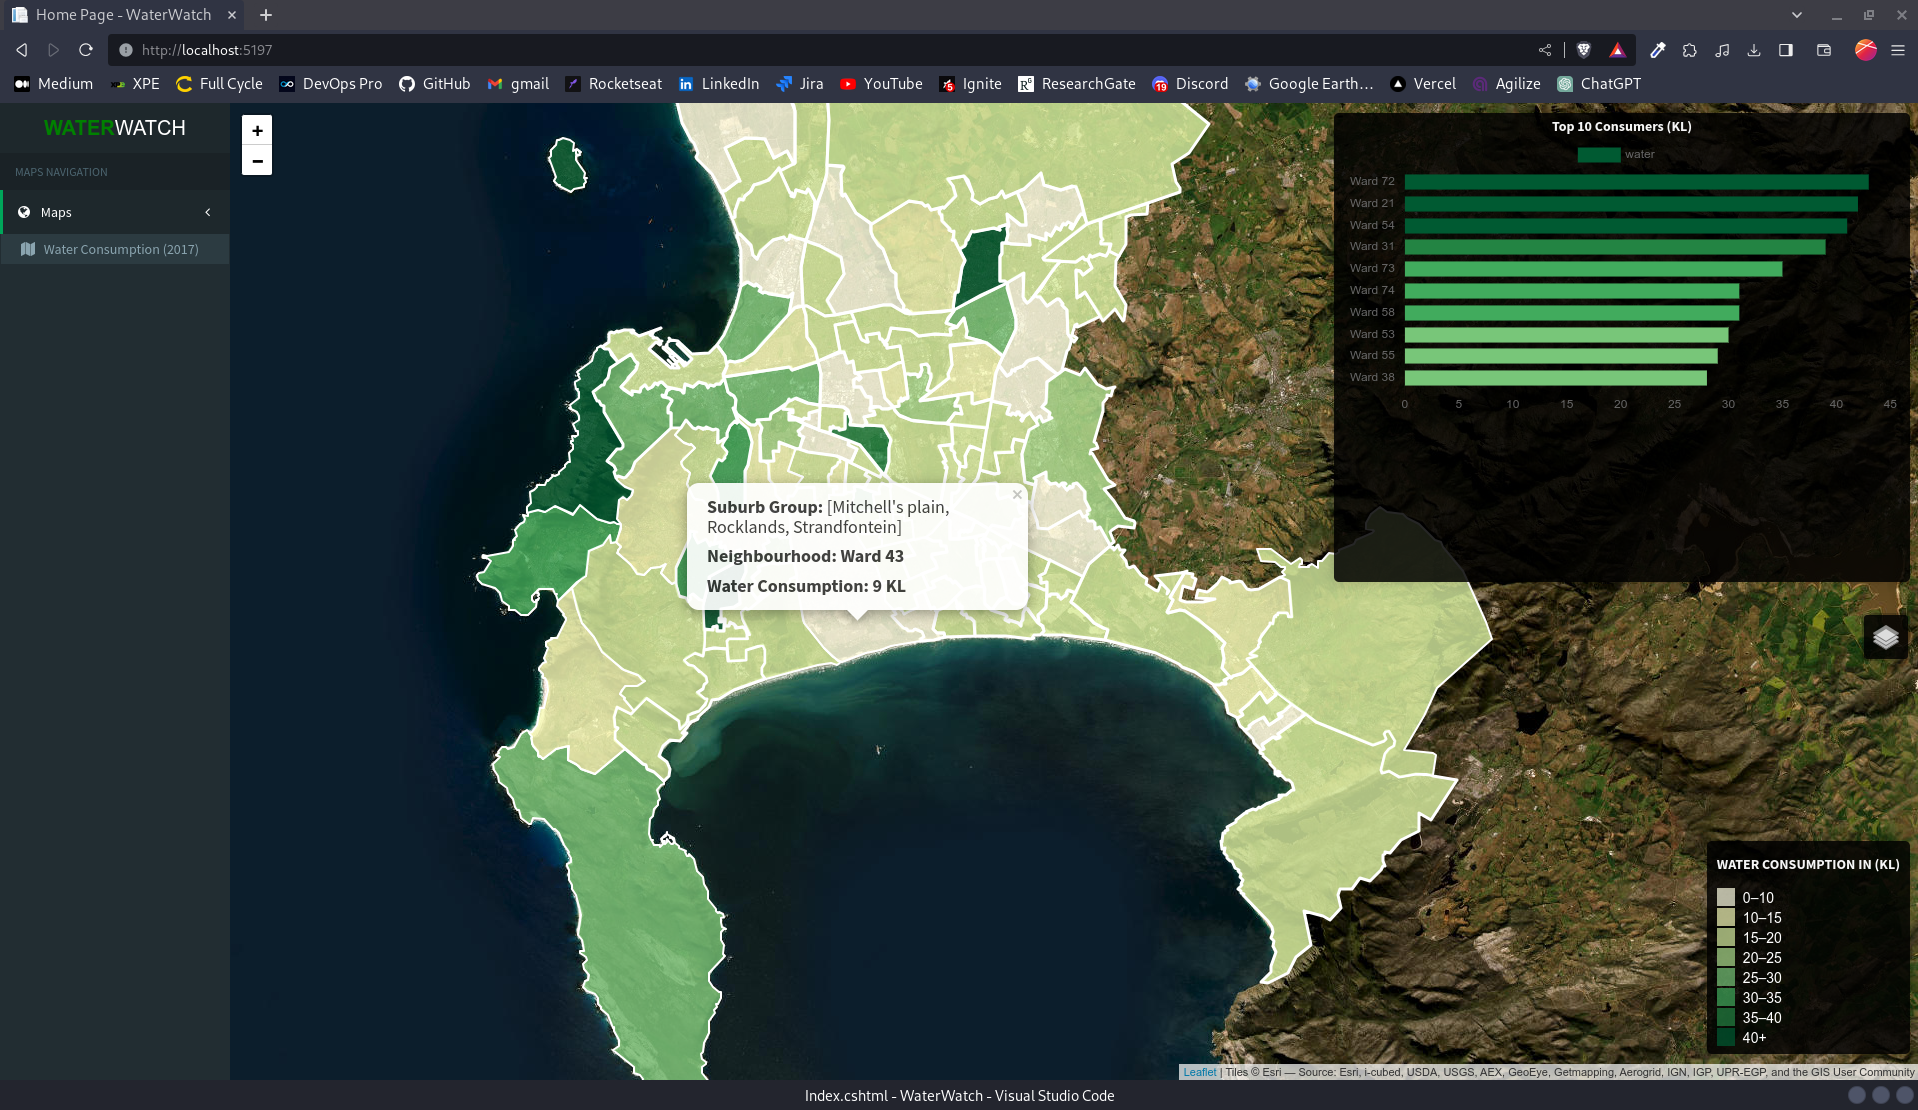 Home Page - WaterWatch
http://localhost:5197
Medium XPE Full Cycle DevOps Pro GitHub gmail Rocketseat LinkedIn Jira YouTube Ignite ResearchGate Discord Google Earth... Vercel Agilize ChatGPT
WATERWATCH
MAPS NAVIGATION
Maps
Water Consumption (2017)
+
−
Suburb Group: [Mitchell's plain,
Rocklands, Strandfontein]
Neighbourhood: Ward 43
Water Consumption: 9 KL
×
Top 10 Consumers (KL)
water
Ward 72
Ward 21
Ward 54
Ward 31
Ward 73
Ward 74
Ward 58
Ward 53
Ward 55
Ward 38
0 5 10 15 20 25 30 35 40 45
WATER CONSUMPTION IN (KL)
0–10
10–15
15–20
20–25
25–30
30–35
35–40
40+
Leaflet | Tiles © Esri — Source: Esri, i-cubed, USDA, USGS, AEX, GeoEye, Getmapping, Aerogrid, IGN, IGP, UPR-EGP, and the GIS User Community
Index.cshtml - WaterWatch - Visual Studio Code